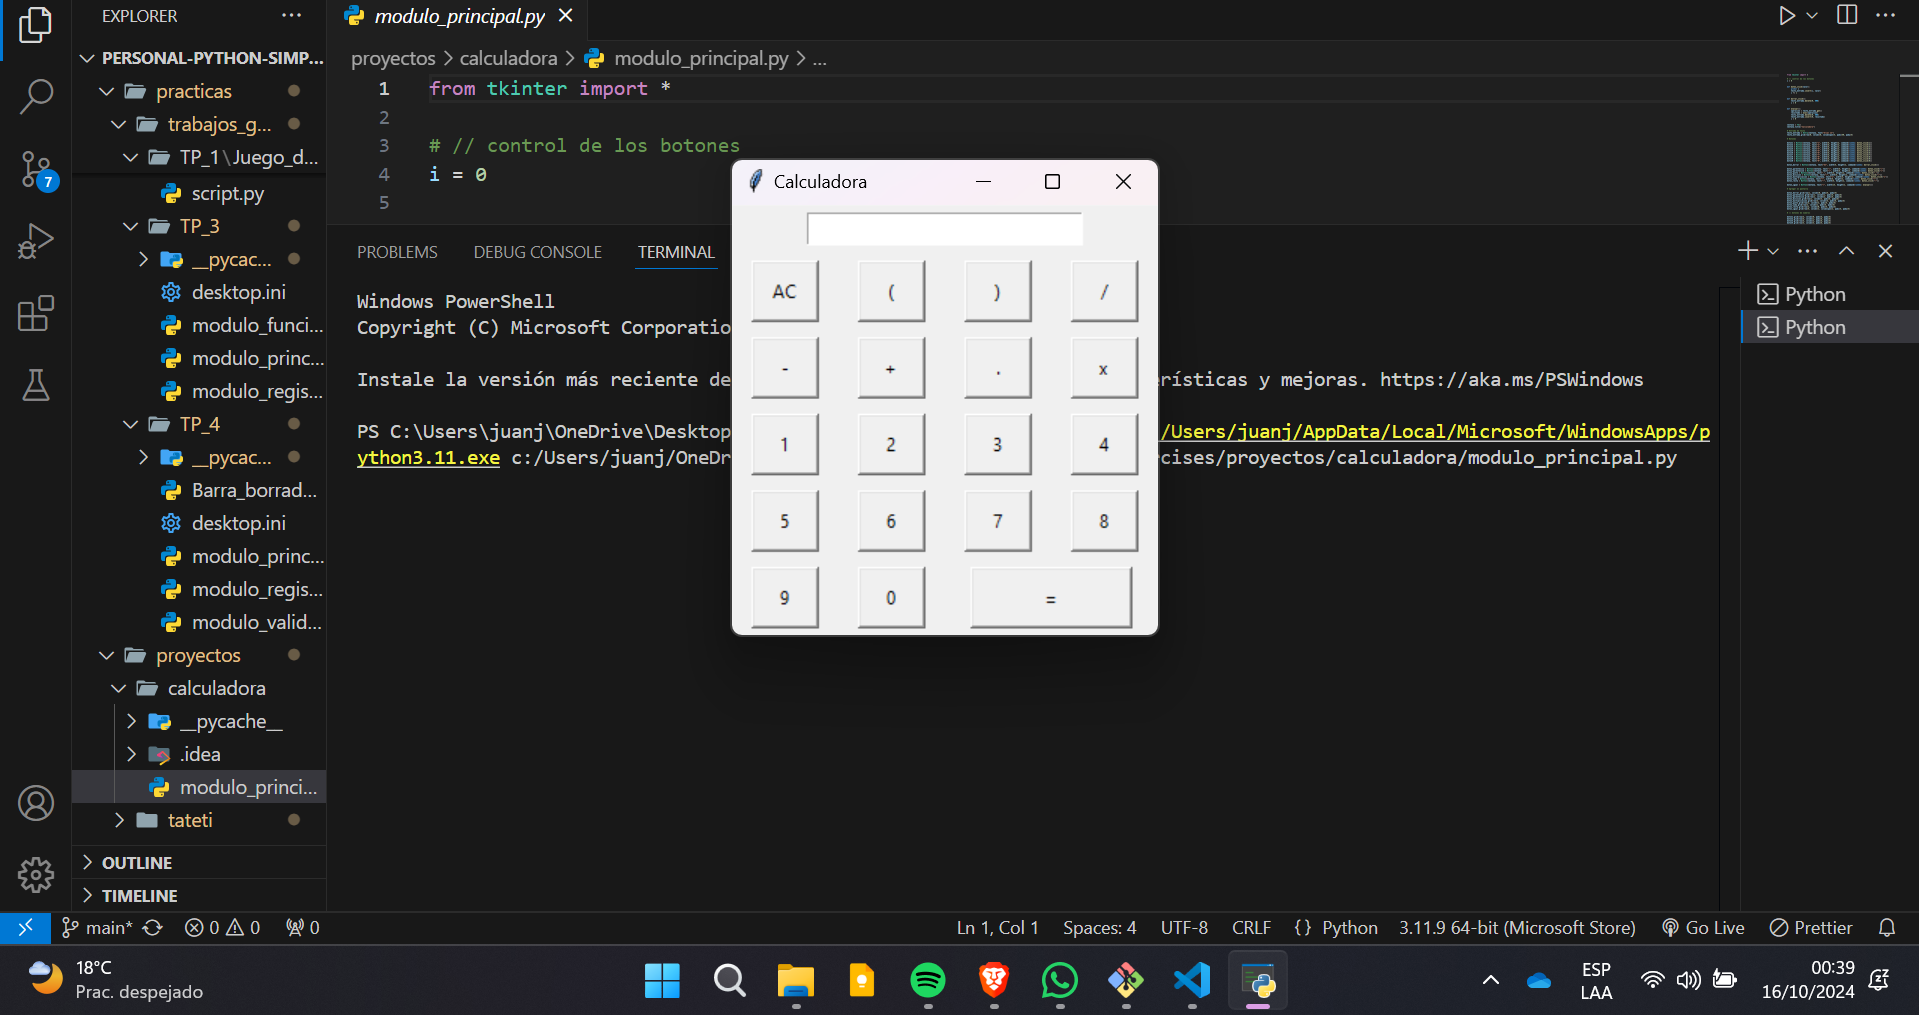 EXPLORER
PERSONAL-PYTHON-SIMP...
practicas
trabajos_g...
TP_1\Juego_d...
script.py
TP_3
__pycac...
desktop.ini
modulo_funci...
modulo_princ...
modulo_regis...
TP_4
__pycac...
Barra_borrad...
desktop.ini
modulo_princ...
modulo_regis...
modulo_valid...
proyectos
calculadora
__pycache__
.idea
modulo_princi...
tateti
OUTLINE
TIMELINE
7
modulo_principal.py
proyectos > calculadora > modulo_principal.py > ...
1 from tkinter import *
2
3 # // control de los botones
4 i = 0
5
PROBLEMS DEBUG CONSOLE TERMINAL
Windows PowerShell
Copyright (C) Microsoft Corporatio
Instale la versión más reciente de erísticas y mejoras. https://aka.ms/PSWindows
PS C:\Users\juanj\OneDrive\Desktop /Users/juanj/AppData/Local/Microsoft/WindowsApps/p
ython3.11.exe c:/Users/juanj/OneDr cises/proyectos/calculadora/modulo_principal.py
Python
Python
Calculadora
AC ( ) /
- + . x
1 2 3 4
5 6 7 8
9 0 =
main* 0 0 0 Ln 1, Col 1 Spaces: 4 UTF-8 CRLF {} Python 3.11.9 64-bit (Microsoft Store) Go Live Prettier
18°C
Prac. despejado
ESP
LAA
00:39
16/10/2024